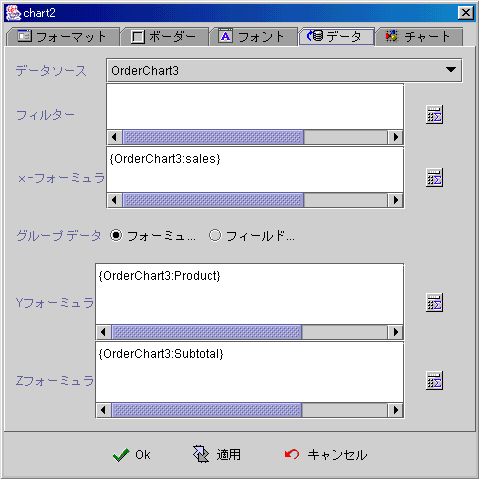 chart2
フォーマット ボーダー フォント データ チャート
データソース OrderChart3
フィルター
x-フォーミュラ {OrderChart3:sales}
グループデータ フォーミュ... フィールド...
Yフォーミュラ {OrderChart3:Product}
Zフォーミュラ {OrderChart3:Subtotal}
Ok 適用 キャンセル